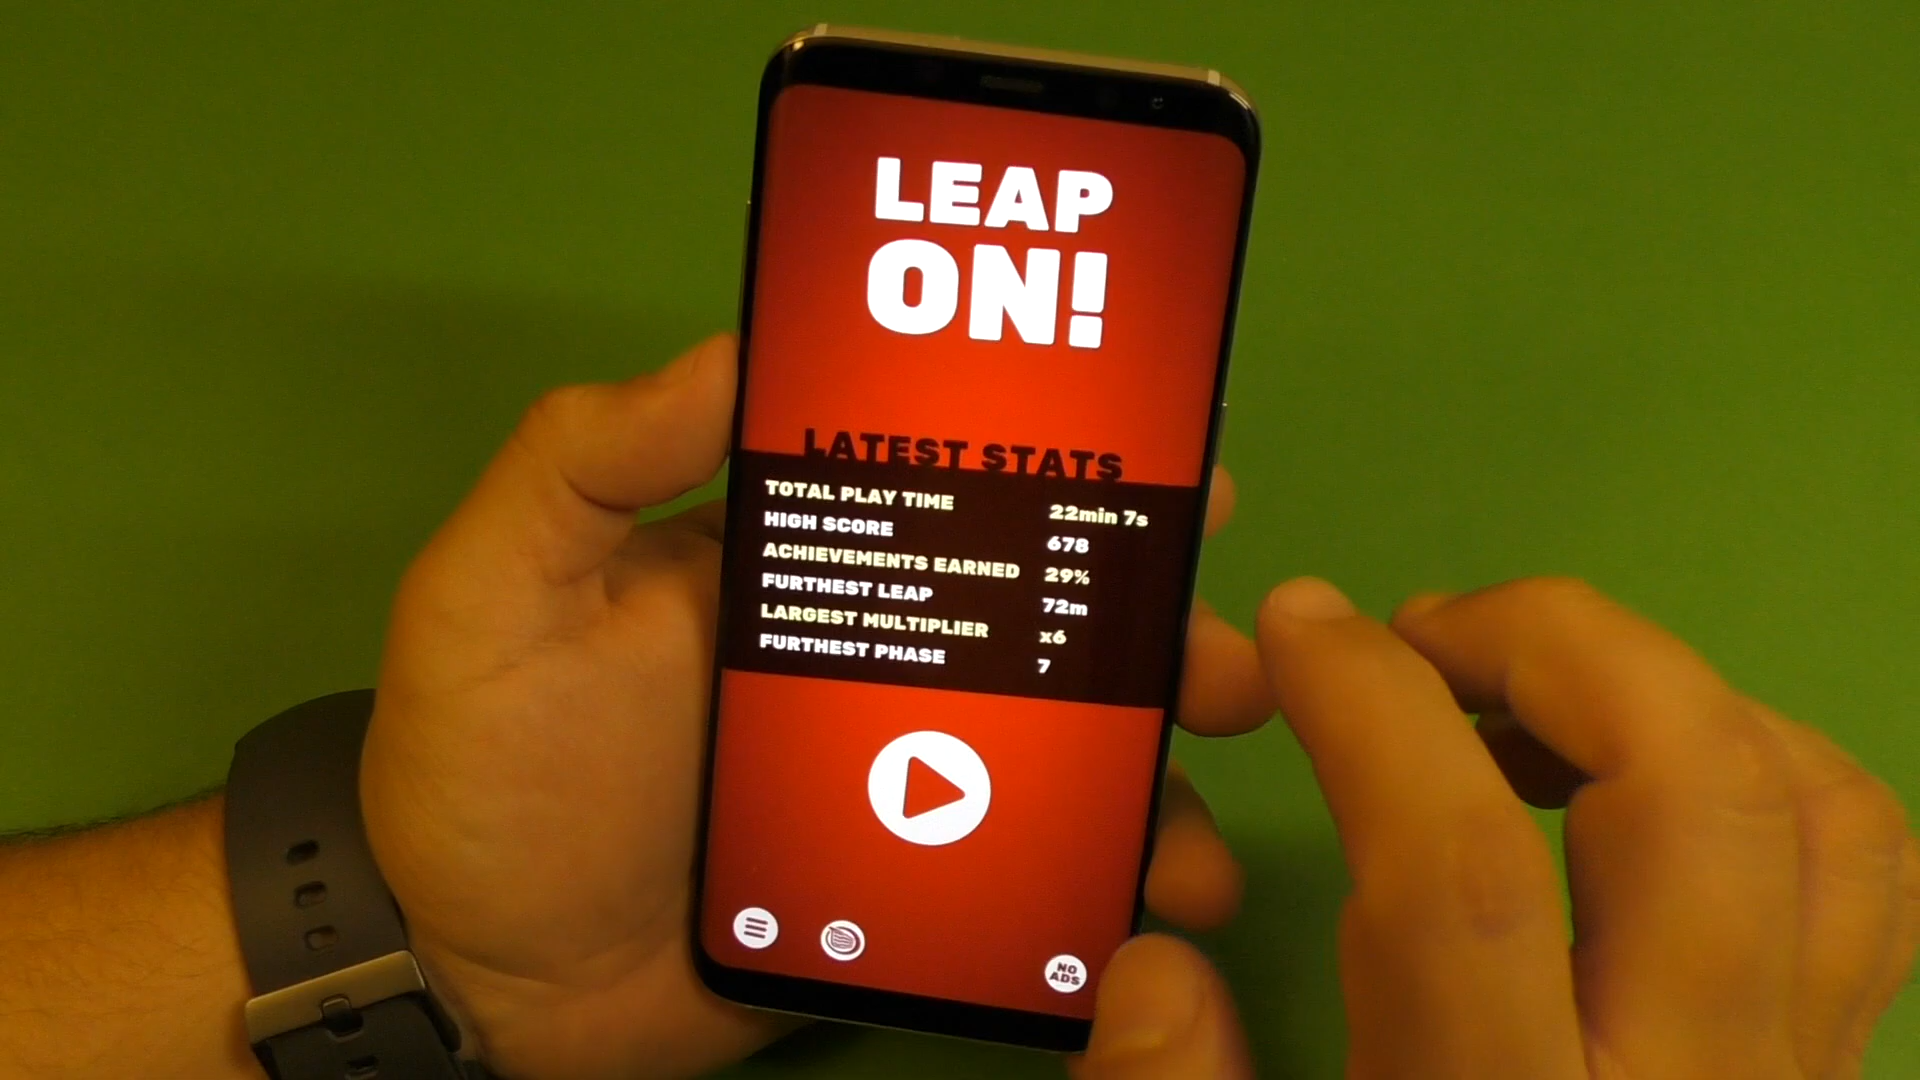 LEAP
ON!
LATEST STATS
TOTAL PLAY TIME 22min 7s
HIGH SCORE 678
ACHIEVEMENTS EARNED 29%
FURTHEST LEAP 72m
LARGEST MULTIPLIER x6
FURTHEST PHASE 7
NO
ADS